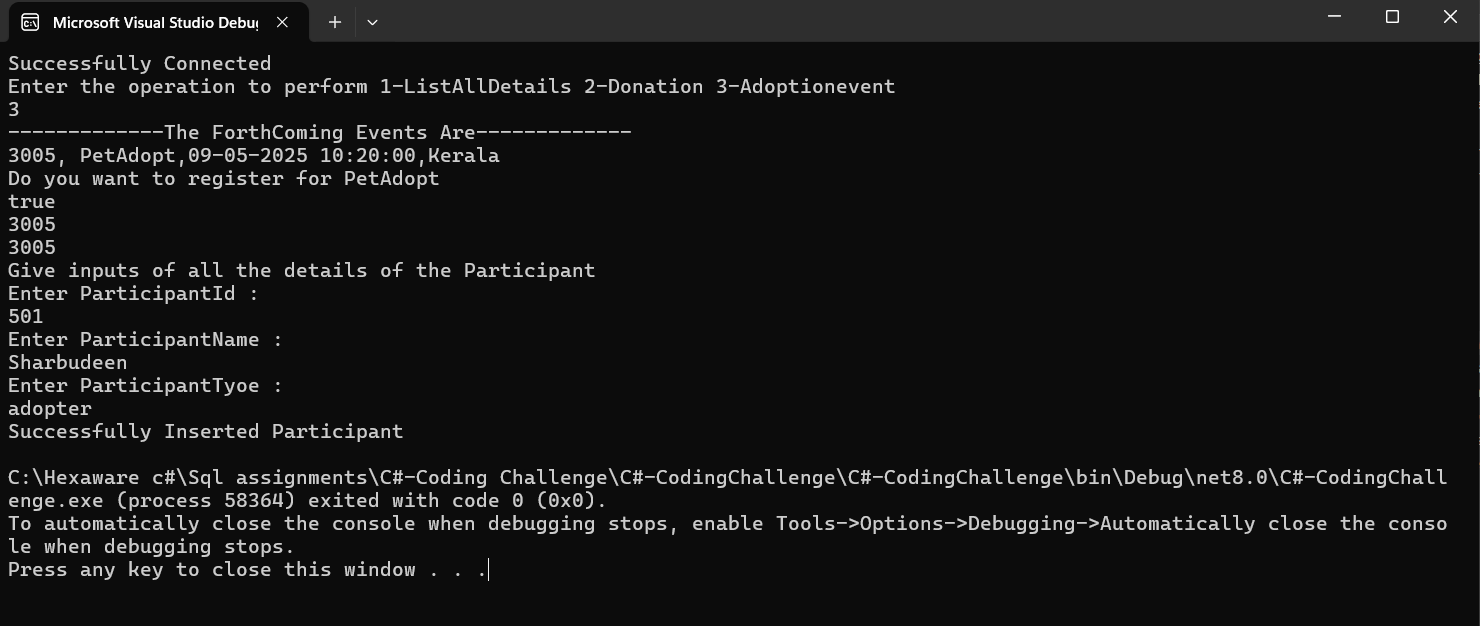 Microsoft Visual Studio Debug
Successfully Connected
Enter the operation to perform 1-ListAllDetails 2-Donation 3-Adoptionevent
3
-------------The ForthComing Events Are-------------
3005, PetAdopt,09-05-2025 10:20:00,Kerala
Do you want to register for PetAdopt
true
3005
3005
Give inputs of all the details of the Participant
Enter ParticipantId :
501
Enter ParticipantName :
Sharbudeen
Enter ParticipantTyoe :
adopter
Successfully Inserted Participant
C:\Hexaware c#\Sql assignments\C#-Coding Challenge\C#-CodingChallenge\C#-CodingChallenge\bin\Debug\net8.0\C#-CodingChall
enge.exe (process 58364) exited with code 0 (0x0).
To automatically close the console when debugging stops, enable Tools->Options->Debugging->Automatically close the conso
le when debugging stops.
Press any key to close this window . . .